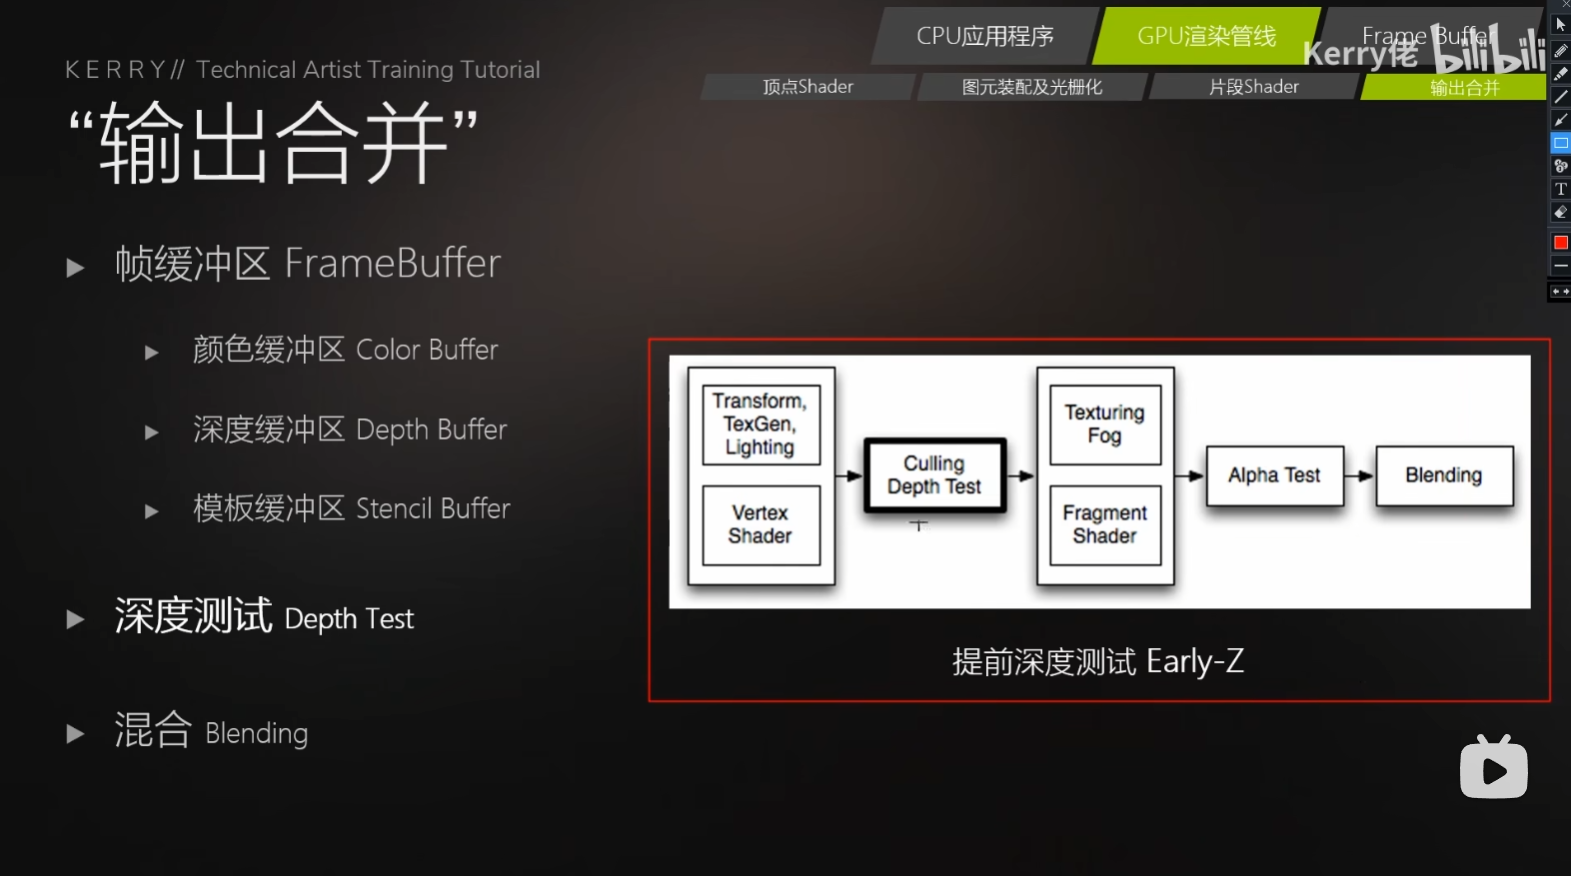 CPU应用程序
GPU渲染管线
Frame Buffer
Kerry佬
bilibili
KERRY// Technical Artist Training Tutorial
顶点Shader
图元装配及光栅化
片段Shader
输出合并
“输出合并”
帧缓冲区 FrameBuffer
颜色缓冲区 Color Buffer
深度缓冲区 Depth Buffer
模板缓冲区 Stencil Buffer
深度测试 Depth Test
混合 Blending
Transform,
TexGen,
Lighting
Vertex
Shader
Culling
Depth Test
Texturing
Fog
Fragment
Shader
Alpha Test
Blending
提前深度测试 Early-Z
T